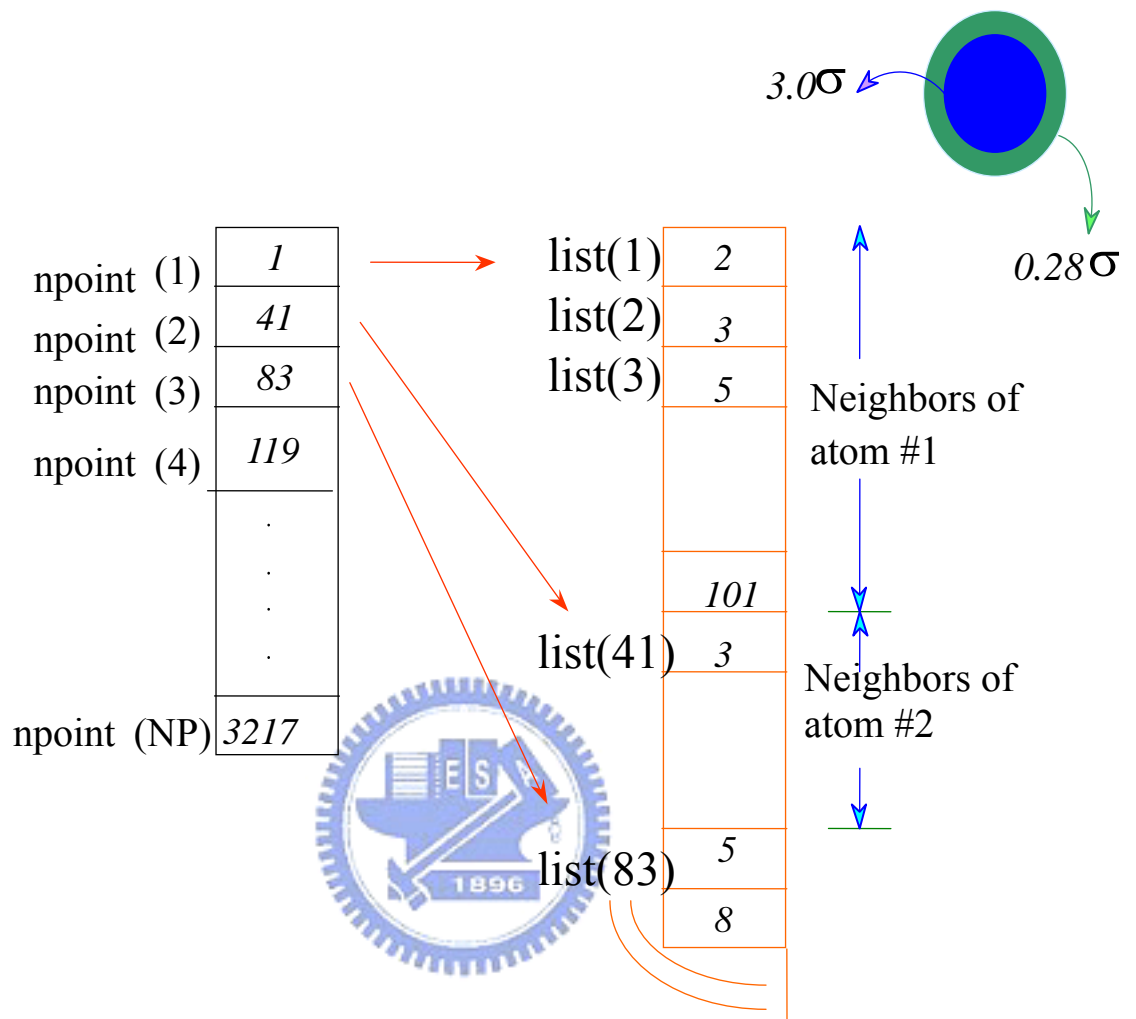 3.0σ
0.28σ
npoint (1) 1
npoint (2) 41
npoint (3) 83
npoint (4) 119
.
.
.
.
npoint (NP) 3217
list(1) 2
list(2) 3
list(3) 5
101
list(41) 3
list(83) 5
8
Neighbors of
atom #1
Neighbors of
atom #2
E S
1896